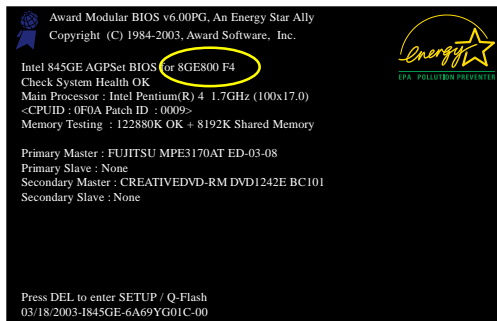 Award Modular BIOS v6.00PG, An Energy Star Ally
Copyright (C) 1984-2003, Award Software, Inc.
energy
EPA POLLUTION PREVENTER
Intel 845GE AGPSet BIOS for 8GE800 F4
Check System Health OK
Main Processor : Intel Pentium(R) 4 1.7GHz (100x17.0)
<CPUID : 0F0A Patch ID : 0009>
Memory Testing : 122880K OK + 8192K Shared Memory
Primary Master : FUJITSU MPE3170AT ED-03-08
Primary Slave : None
Secondary Master : CREATIVEDVD-RM DVD1242E BC101
Secondary Slave : None
Press DEL to enter SETUP / Q-Flash
03/18/2003-I845GE-6A69YG01C-00